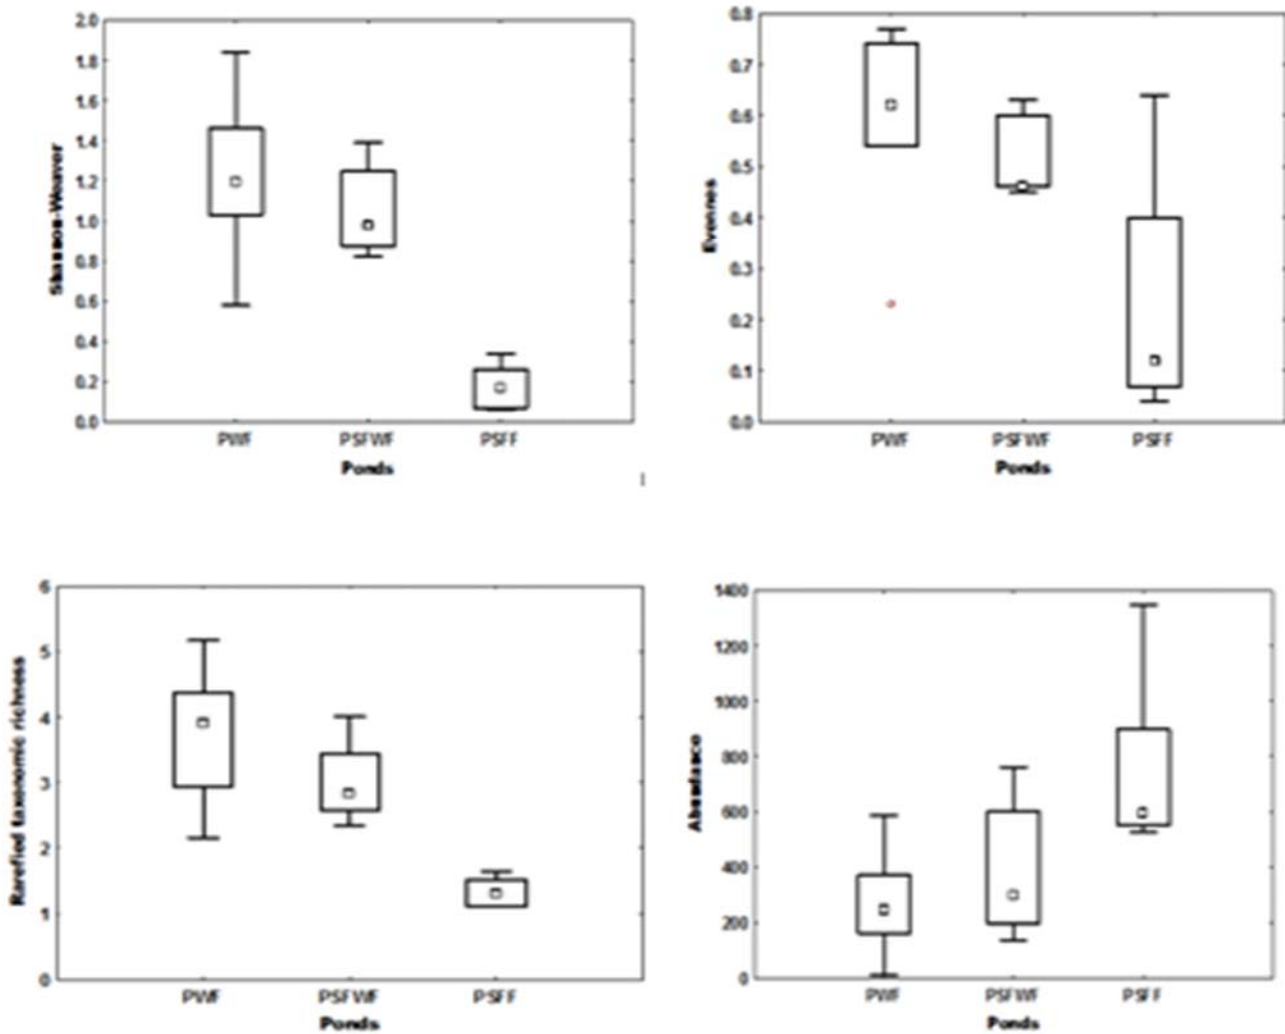 2.0
1.8
1.6
1.4
1.2
1.0
0.8
0.6
0.4
0.2
0.0
Shannon-Weaver
PWF PSFWF PSFF
Ponds
0.8
0.7
0.6
0.5
0.4
0.3
0.2
0.1
0.0
Evennes
PWF PSFWF PSFF
Ponds
6
5
4
3
2
1
0
Rarefied taxonomic richness
PWF PSFWF PSFF
Ponds
1400
1200
1000
800
600
400
200
0
Abundance
PWF PSFWF PSFF
Ponds